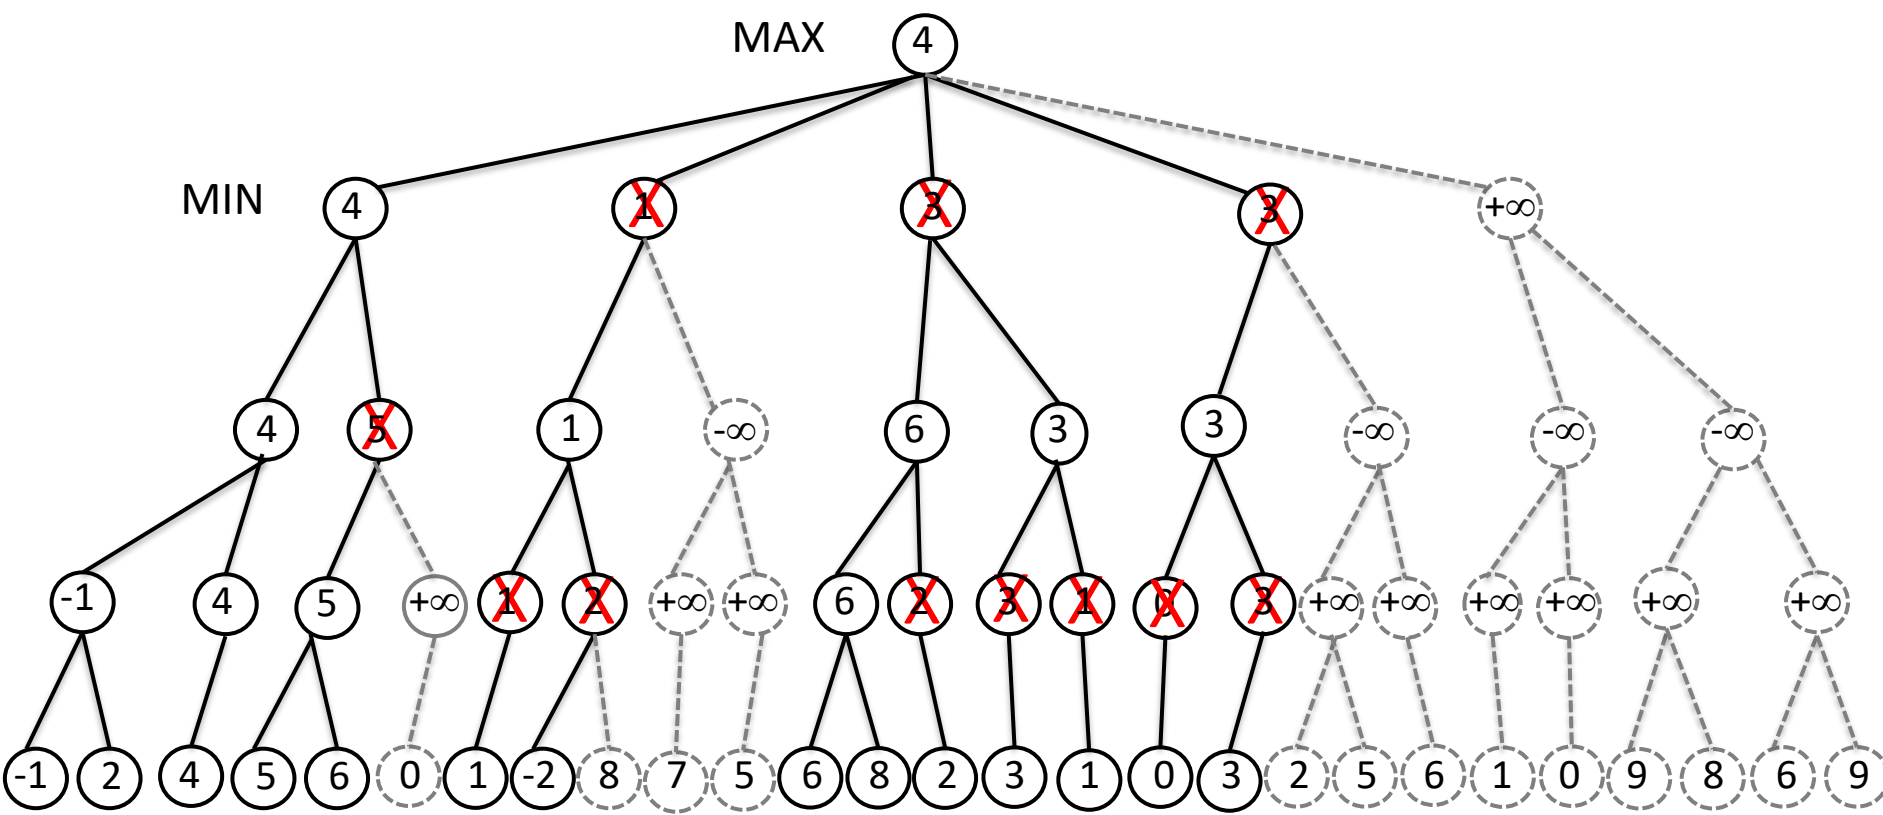 MAX 4
MIN 4 1 3 3 +∞
4 5 1 -∞ 6 3 3 -∞ -∞ -∞
-1 4 5 +∞ 1 2 +∞ +∞ 6 2 3 1 0 3 +∞ +∞ +∞ +∞ +∞ +∞
-1 2 4 5 6 0 1 -2 8 7 5 6 8 2 3 1 0 3 2 5 6 1 0 9 8 6 9